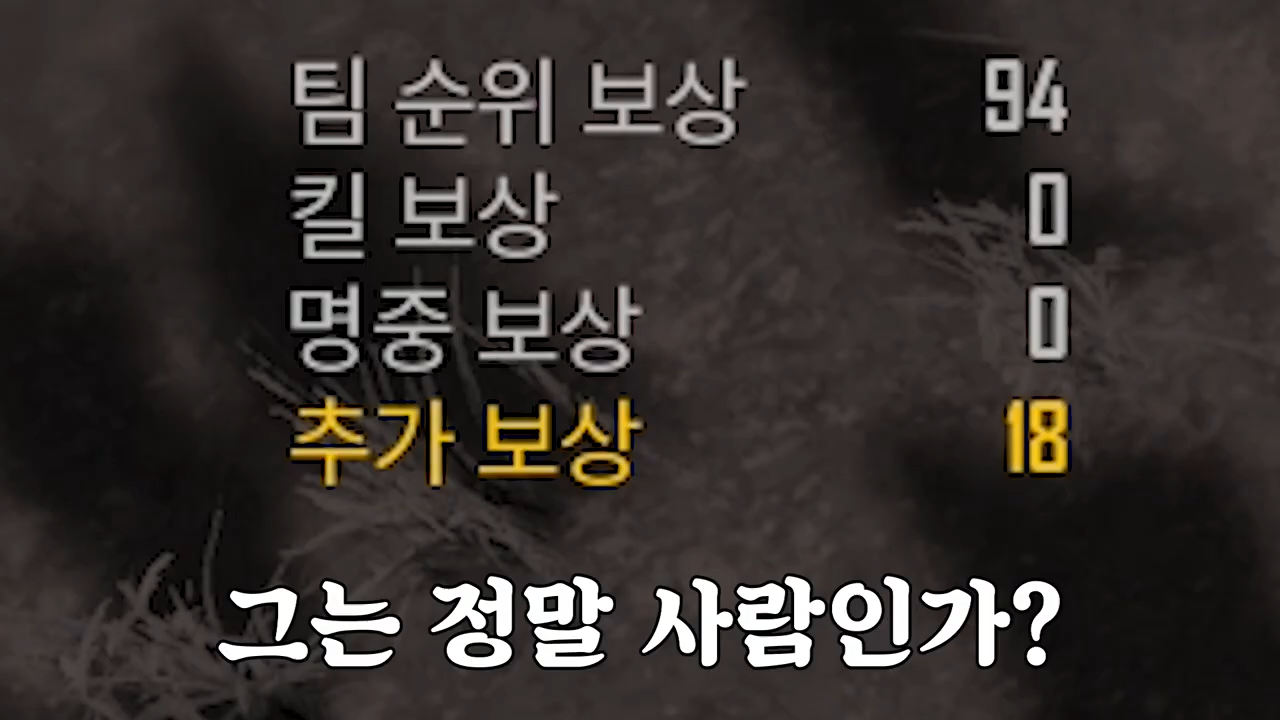 팀 순위 보상 94
킬 보상 0
명중 보상 0
추가 보상 18
그는 정말 사람인가?